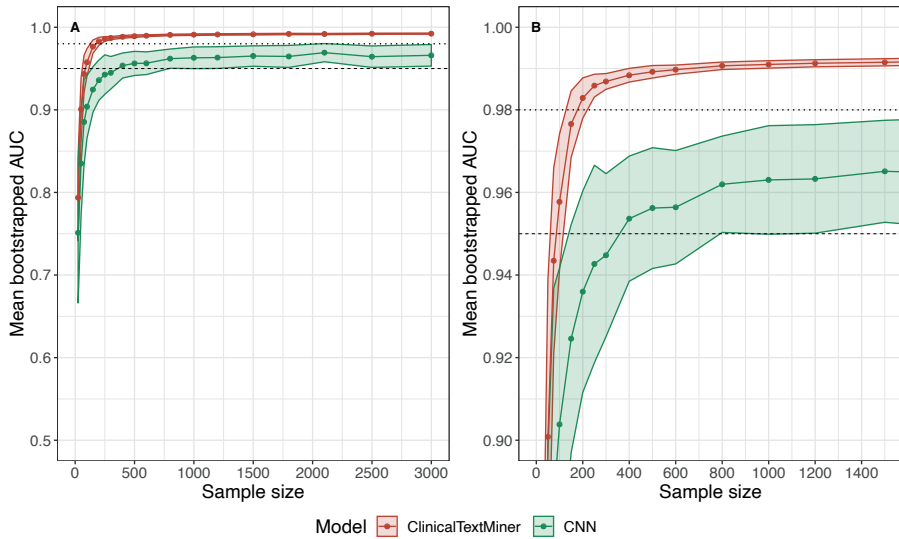 A
B
Mean bootstrapped AUC
1.0
0.9
0.8
0.7
0.6
0.5
0 500 1000 1500 2000 2500 3000
Sample size
Mean bootstrapped AUC
1.00
0.98
0.96
0.94
0.92
0.90
0 200 400 600 800 1000 1200 1400
Sample size
Model ClinicalTextMiner CNN